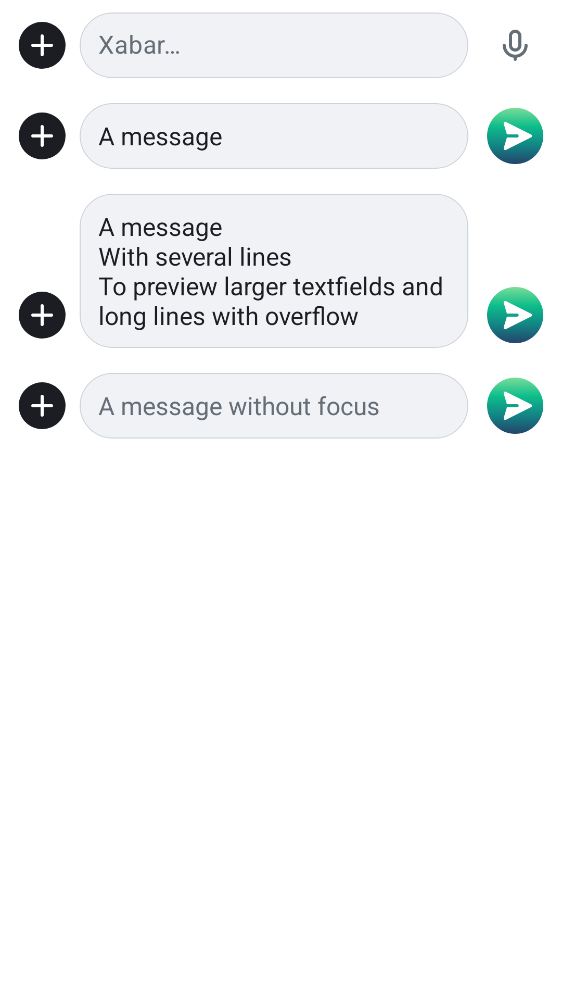 Xabar…
A message
A message
With several lines
To preview larger textfields and
long lines with overflow
A message without focus